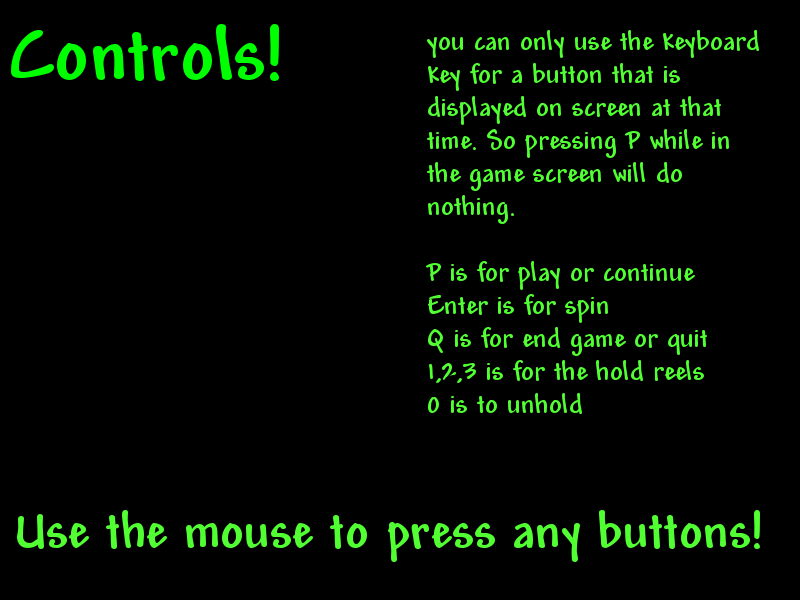 Controls!
you can only use the Keyboard
Key for a button that is
displayed on screen at that
time. So pressing P while in
the game screen will do
nothing.
P is for play or continue
Enter is for spin
Q is for end game or quit
1,2,3 is for the hold reels
0 is to unhold
Use the mouse to press any buttons!